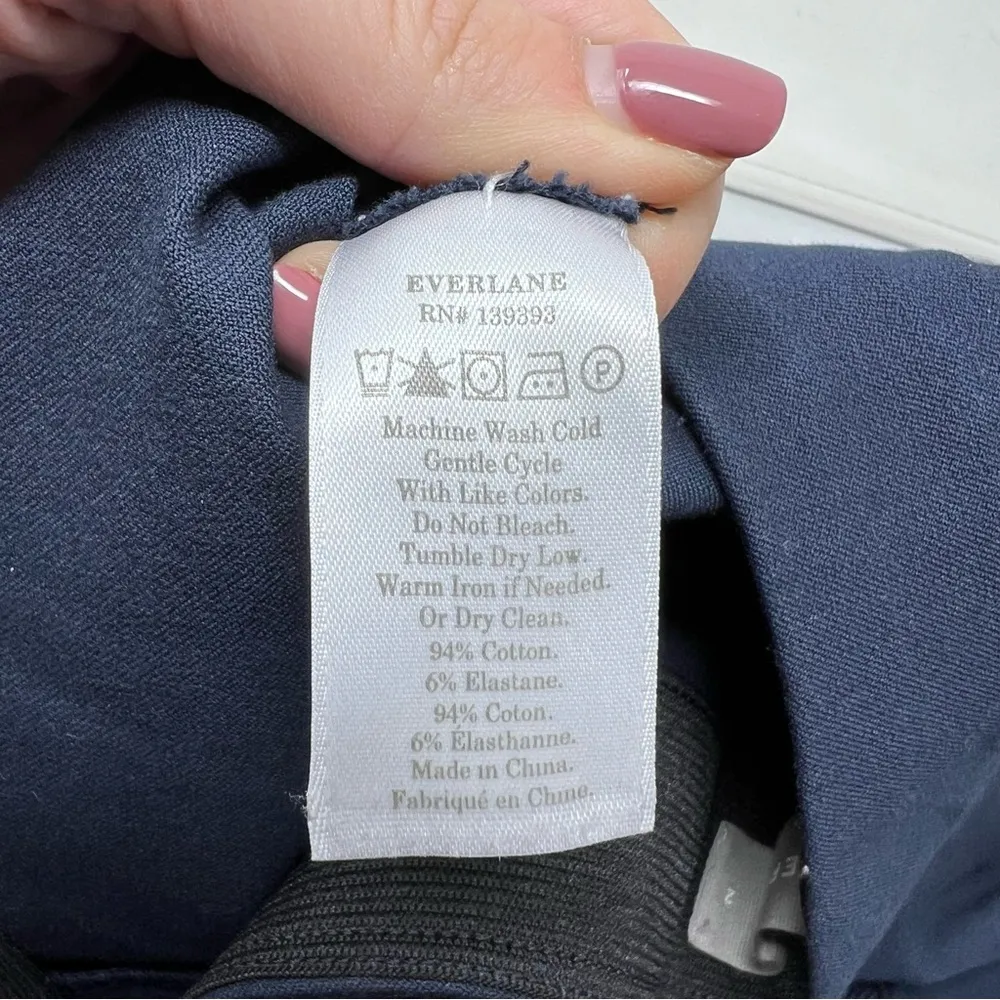 EVERLANE
RN# 139393
P
Machine Wash Cold
Gentle Cycle
With Like Colors.
Do Not Bleach.
Tumble Dry Low.
Warm Iron if Needed.
Or Dry Clean.
94% Cotton.
6% Elastane.
94% Coton.
6% Élasthanne.
Made in China.
Fabriqué en Chine.
2